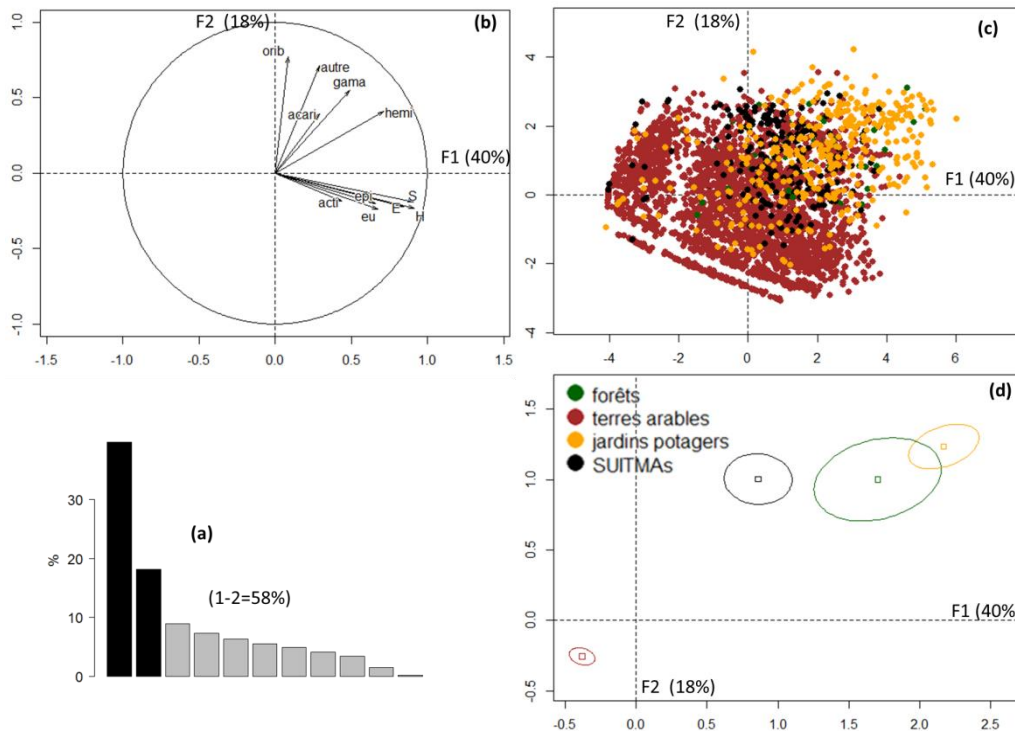 F2 (18%)
(b)
orib
autre
gama
acari
hemi
F1 (40%)
acti
epi
eu
E
S
H
1.0
0.5
0.0
-0.5
-1.0
-1.5 -1.0 -0.5 0.0 0.5 1.0 1.5
F2 (18%)
(c)
F1 (40%)
4
2
0
-2
-4
-4 -2 0 2 4 6
(a)
(1-2=58%)
%
30
20
10
0
(d)
forêts
terres arables
jardins potagers
SUITMAs
F1 (40%
F2 (18%)
1.5
1.0
0.5
0.0
-0.5
-0.5 0.0 0.5 1.0 1.5 2.0 2.5